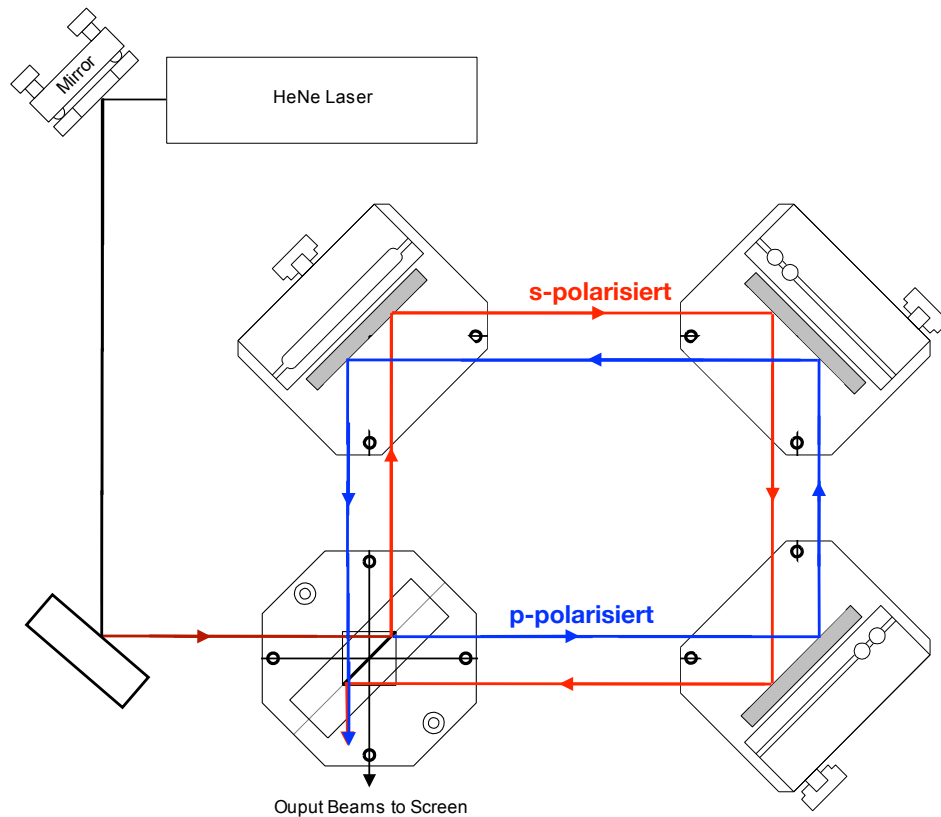 Mirror
HeNe Laser
s-polarisiert
p-polarisiert
Ouput Beams to Screen